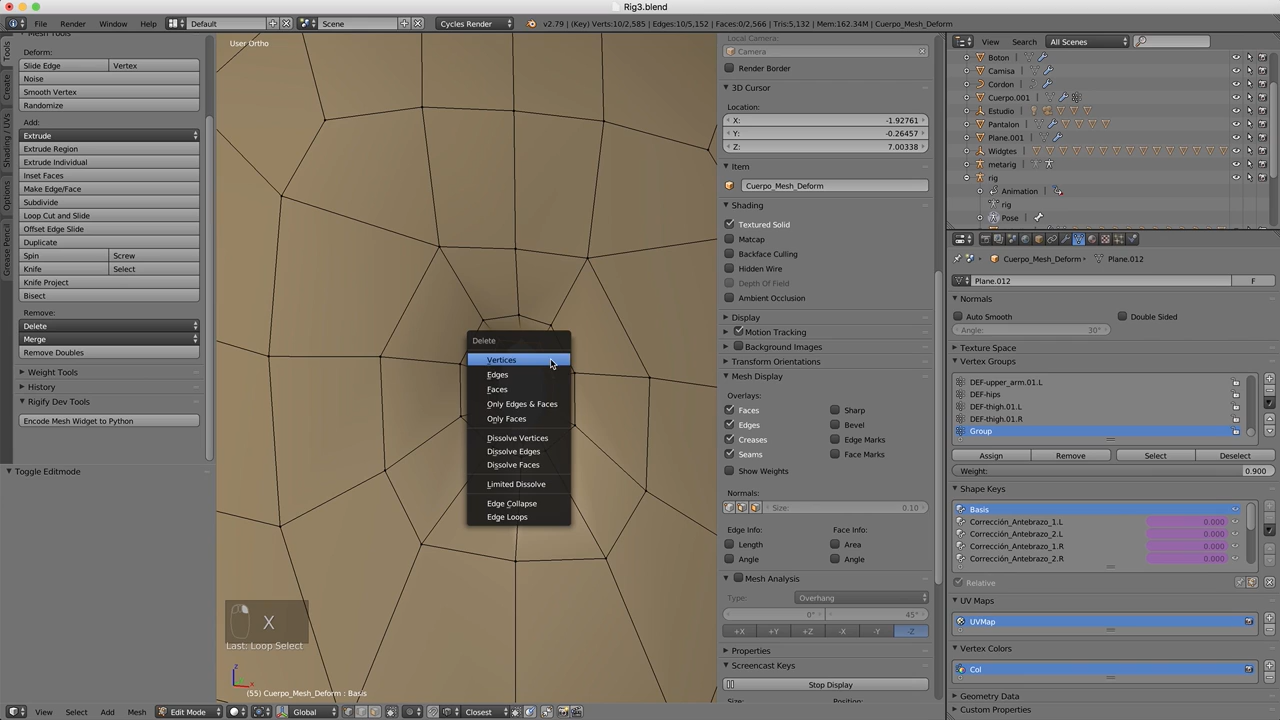 Rig3.blend
File Render Window Help Default Scene Cycles Render v2.79 | (Key) Verts:10/2,585 | Edges:10/5,152 | Faces:0/2,566 | Tris:5,132 | Mem:162.34M | Cuerpo_Mesh_Deform
Tools
Create
Shading / UVs
Options
Grease Pencil
Mesh Tools
Deform:
Slide Edge Vertex
Noise
Smooth Vertex
Randomize
Add:
Extrude
Extrude Region
Extrude Individual
Inset Faces
Make Edge/Face
Subdivide
Loop Cut and Slide
Offset Edge Slide
Duplicate
Spin Screw
Knife Select
Knife Project
Bisect
Remove:
Delete
Merge
Remove Doubles
Weight Tools
History
Rigify Dev Tools
Encode Mesh Widget to Python
Toggle Editmode
User Ortho
Delete
Vertices
Edges
Faces
Only Edges & Faces
Only Faces
Dissolve Vertices
Dissolve Edges
Dissolve Faces
Limited Dissolve
Edge Collapse
Edge Loops
X
Last: Loop Select
z
x
(55) Cuerpo_Mesh_Deform : Basis
View Select Add Mesh Edit Mode Global Closest
Local Camera:
Camera
Render Border
3D Cursor
Location:
X: -1.92761
Y: -0.26457
Z: 7.00338
Item
Cuerpo_Mesh_Deform
Shading
Textured Solid
Matcap
Backface Culling
Hidden Wire
Depth Of Field
Ambient Occlusion
Display
Motion Tracking
Background Images
Transform Orientations
Mesh Display
Overlays:
Faces Sharp
Edges Bevel
Creases Edge Marks
Seams Face Marks
Show Weights
Normals:
Size: 0.10
Edge Info: Face Info:
Length Area
Angle Angle
Mesh Analysis
Type: Overhang
0° 45°
+X +Y +Z -X -Y -Z
Properties
Screencast Keys
Stop Display
View Search All Scenes
Boton
Camisa
Cordon
Cuerpo.001
Estudio
Pantalon
Plane.001
Widgtes
metarig
rig
Animation
rig
Pose
Cuerpo_Mesh_Deform Plane.012
Plane.012 F
Normals
Auto Smooth Double Sided
Angle: 30°
Texture Space
Vertex Groups
DEF-upper_arm.01.L
DEF-hips
DEF-thigh.01.L
DEF-thigh.01.R
Group
Assign Remove Select Deselect
Weight: 0.900
Shape Keys
Basis
Corrección_Antebrazo_1.L 0.000
Corrección_Antebrazo_2.L 0.000
Corrección_Antebrazo_1.R 0.000
Corrección_Antebrazo_2.R 0.000
Relative
UV Maps
UVMap
Vertex Colors
Col
Geometry Data
Custom Properties